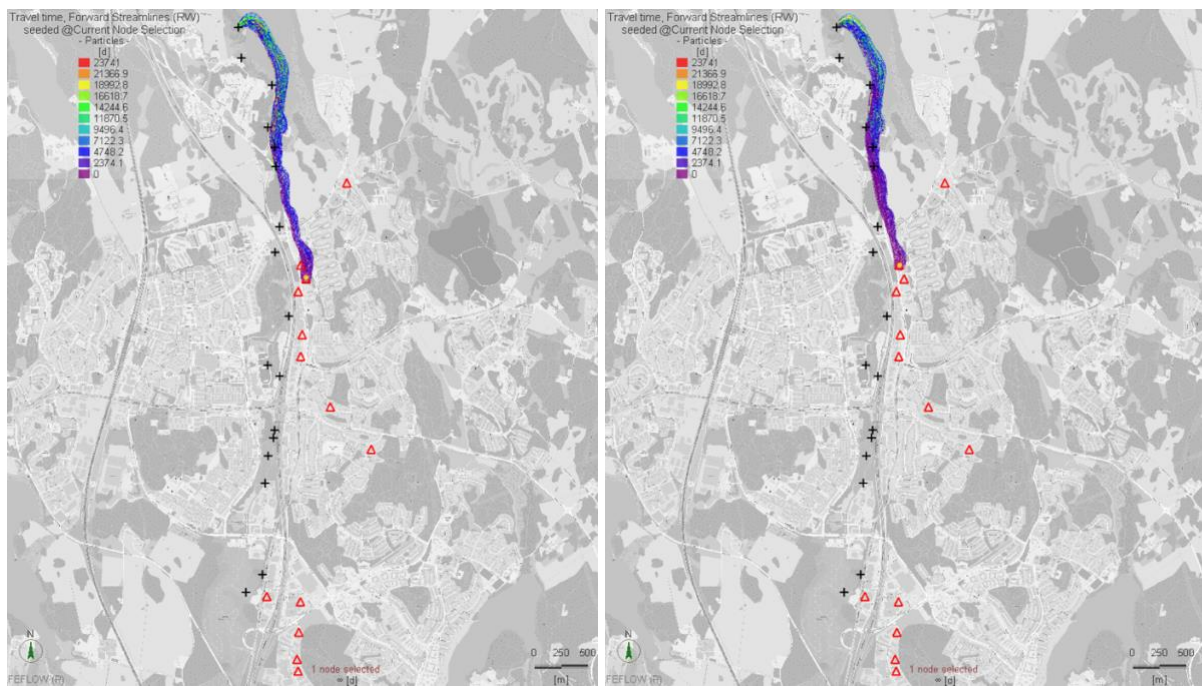 Travel time, Forward Streamlines (RW)
seeded @Current Node Selection
- Particles -
[d]
23741
21366.9
18992.8
16618.7
14244.6
11870.5
9496.4
7122.3
4748.2
2374.1
0
N
FEFLOW (R)
1 node selected
= [d]
0 250 500
[m]
Travel time, Forward Streamlines (RW)
seeded @Current Node Selection
- Particles -
[d]
23741
21366.9
18992.8
16618.7
14244.6
11870.5
9496.4
7122.3
4748.2
2374.1
0
N
FEFLOW (R)
1 node selected
= [d]
0 250 500
[m]